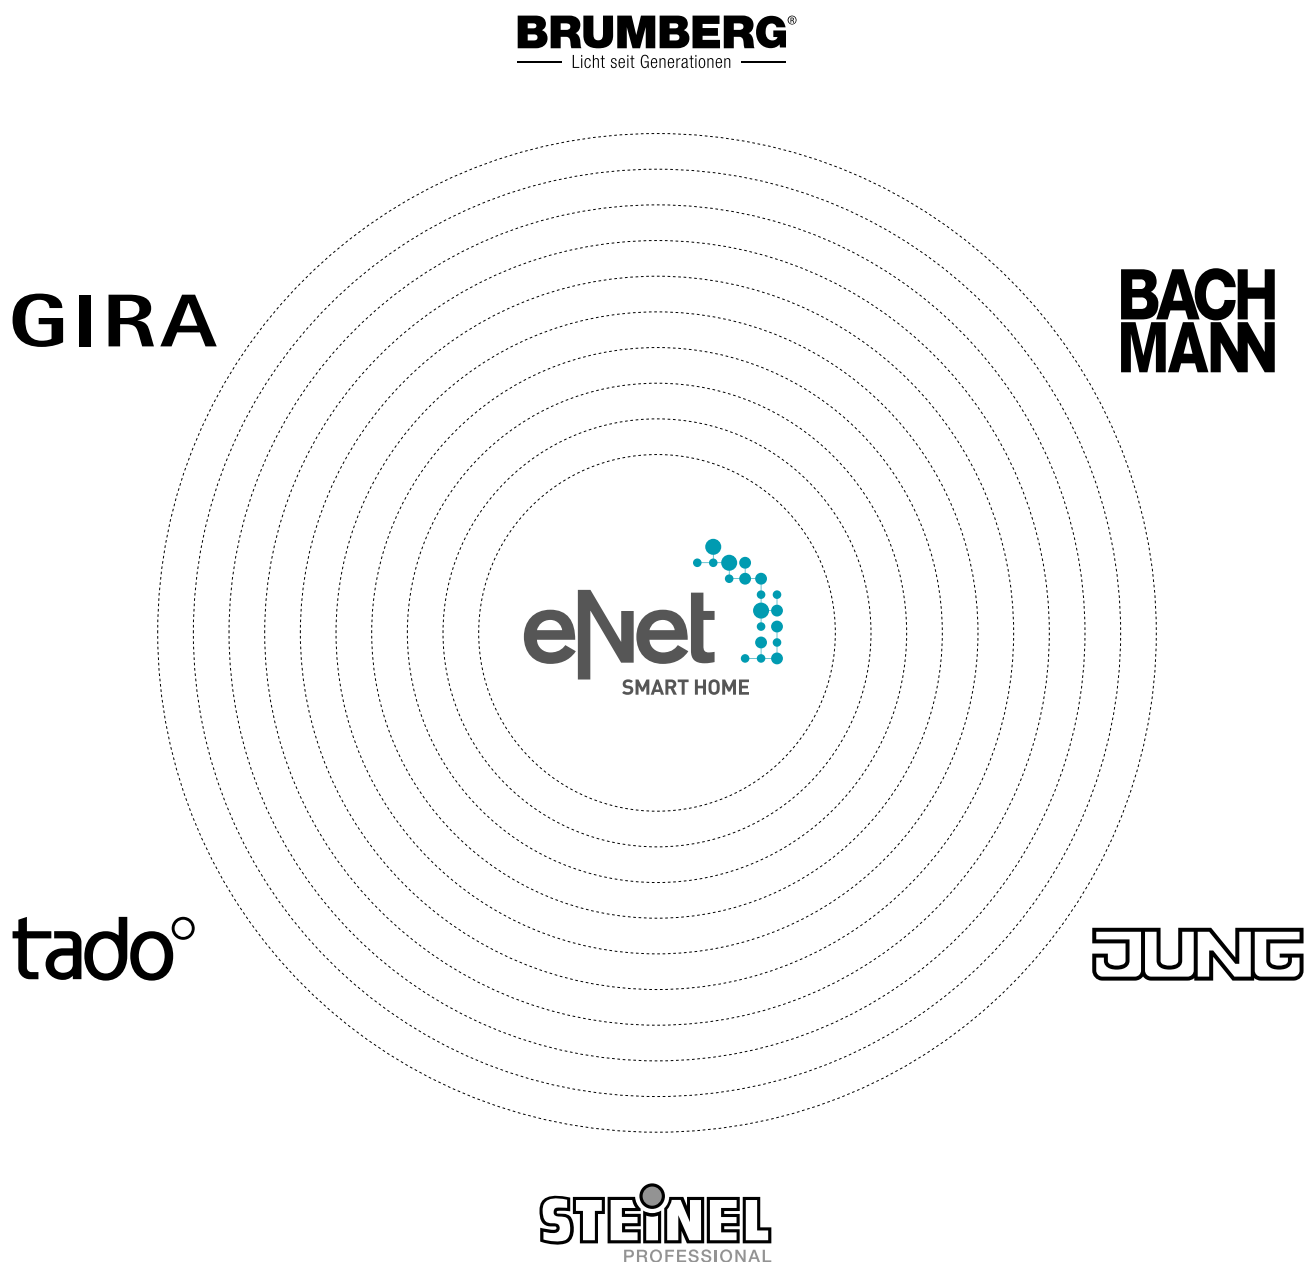 BRUMBERG®
Licht seit Generationen
GIRA
BACH
MANN
eNet
SMART HOME
tado°
JUNG
STEINEL
PROFESSIONAL